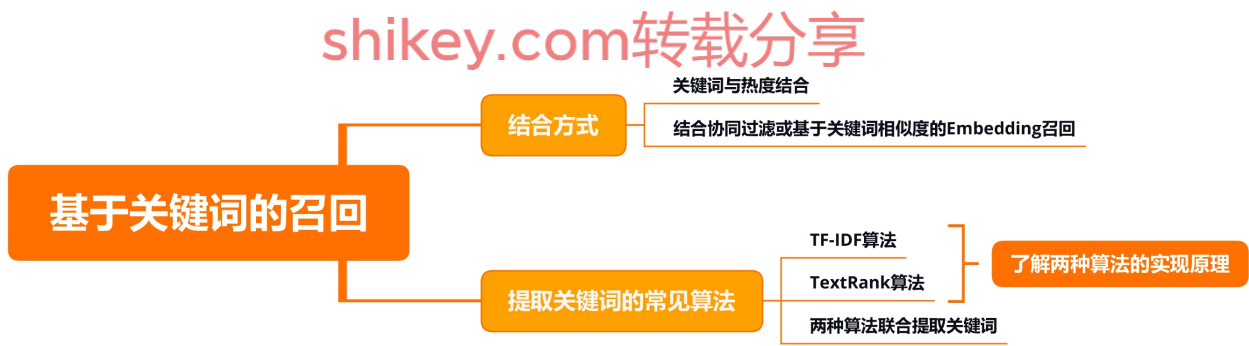 shikey.com转载分享
关键词与热度结合
结合方式
结合协同过滤或基于关键词相似度的Embedding召回
基于关键词的召回
TF-IDF算法
了解两种算法的实现原理
TextRank算法
提取关键词的常见算法
两种算法联合提取关键词